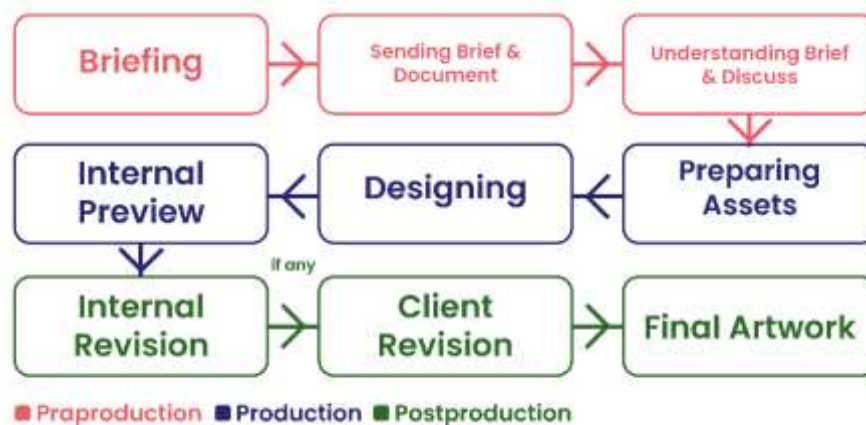 Briefing
Sending Brief &
Document
Understanding Brief
& Discuss
Internal
Preview
Designing
Preparing
Assets
if any
Internal
Revision
Client
Revision
Final Artwork
Praproduction
Production
Postproduction